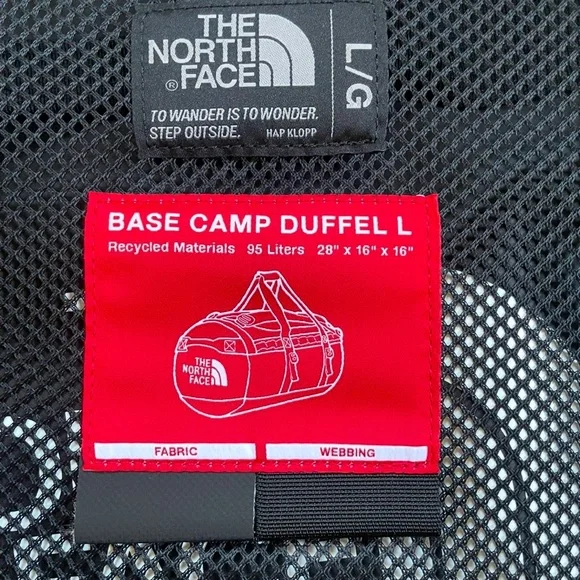 THE
NORTH
FACE
®
L/G
TO WANDER IS TO WONDER.
STEP OUTSIDE. HAP KLOPP
BASE CAMP DUFFEL L
Recycled Materials 95 Liters 28" x 16" x 16"
THE
NORTH
FACE
FABRIC WEBBING